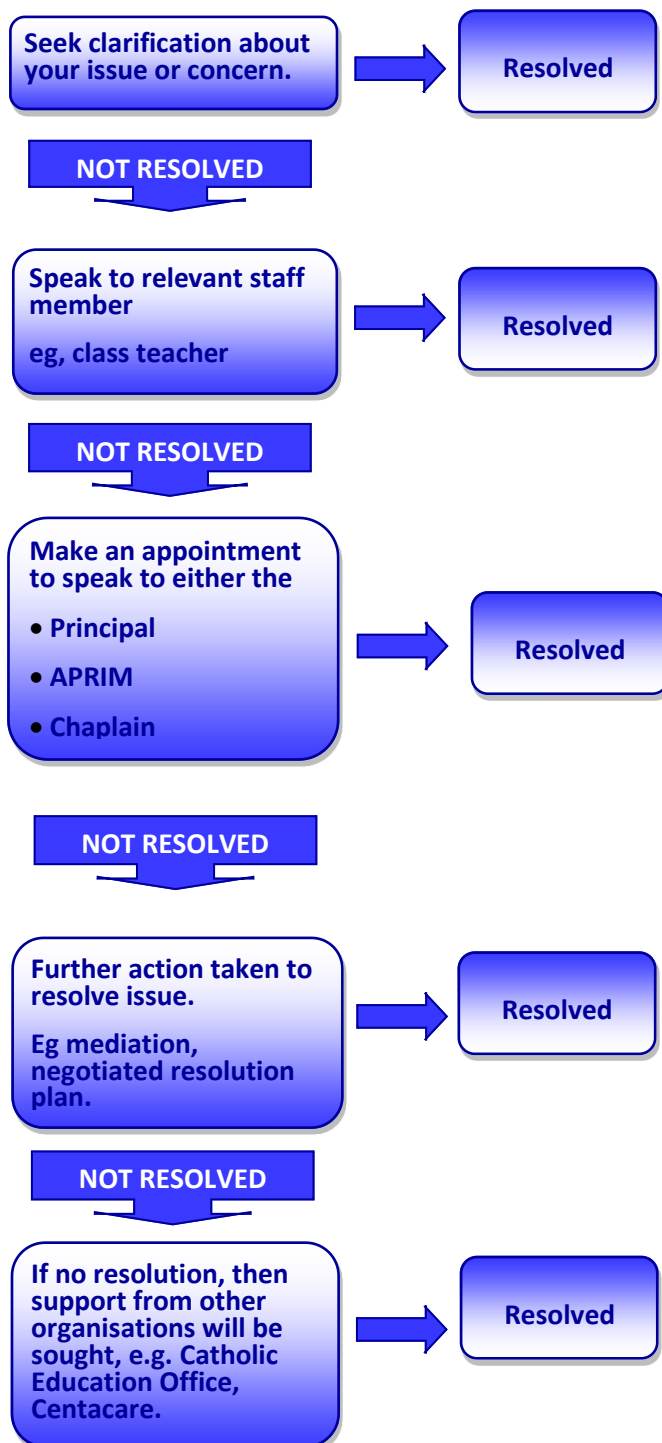 Seek clarification about
your issue or concern.
Resolved
NOT RESOLVED
Speak to relevant staff
member
eg, class teacher
Resolved
NOT RESOLVED
Make an appointment
to speak to either the
• Principal
• APRIM
• Chaplain
Resolved
NOT RESOLVED
Further action taken to
resolve issue.
Eg mediation,
negotiated resolution
plan.
Resolved
NOT RESOLVED
If no resolution, then
support from other
organisations will be
sought, e.g. Catholic
Education Office,
Centacare.
Resolved